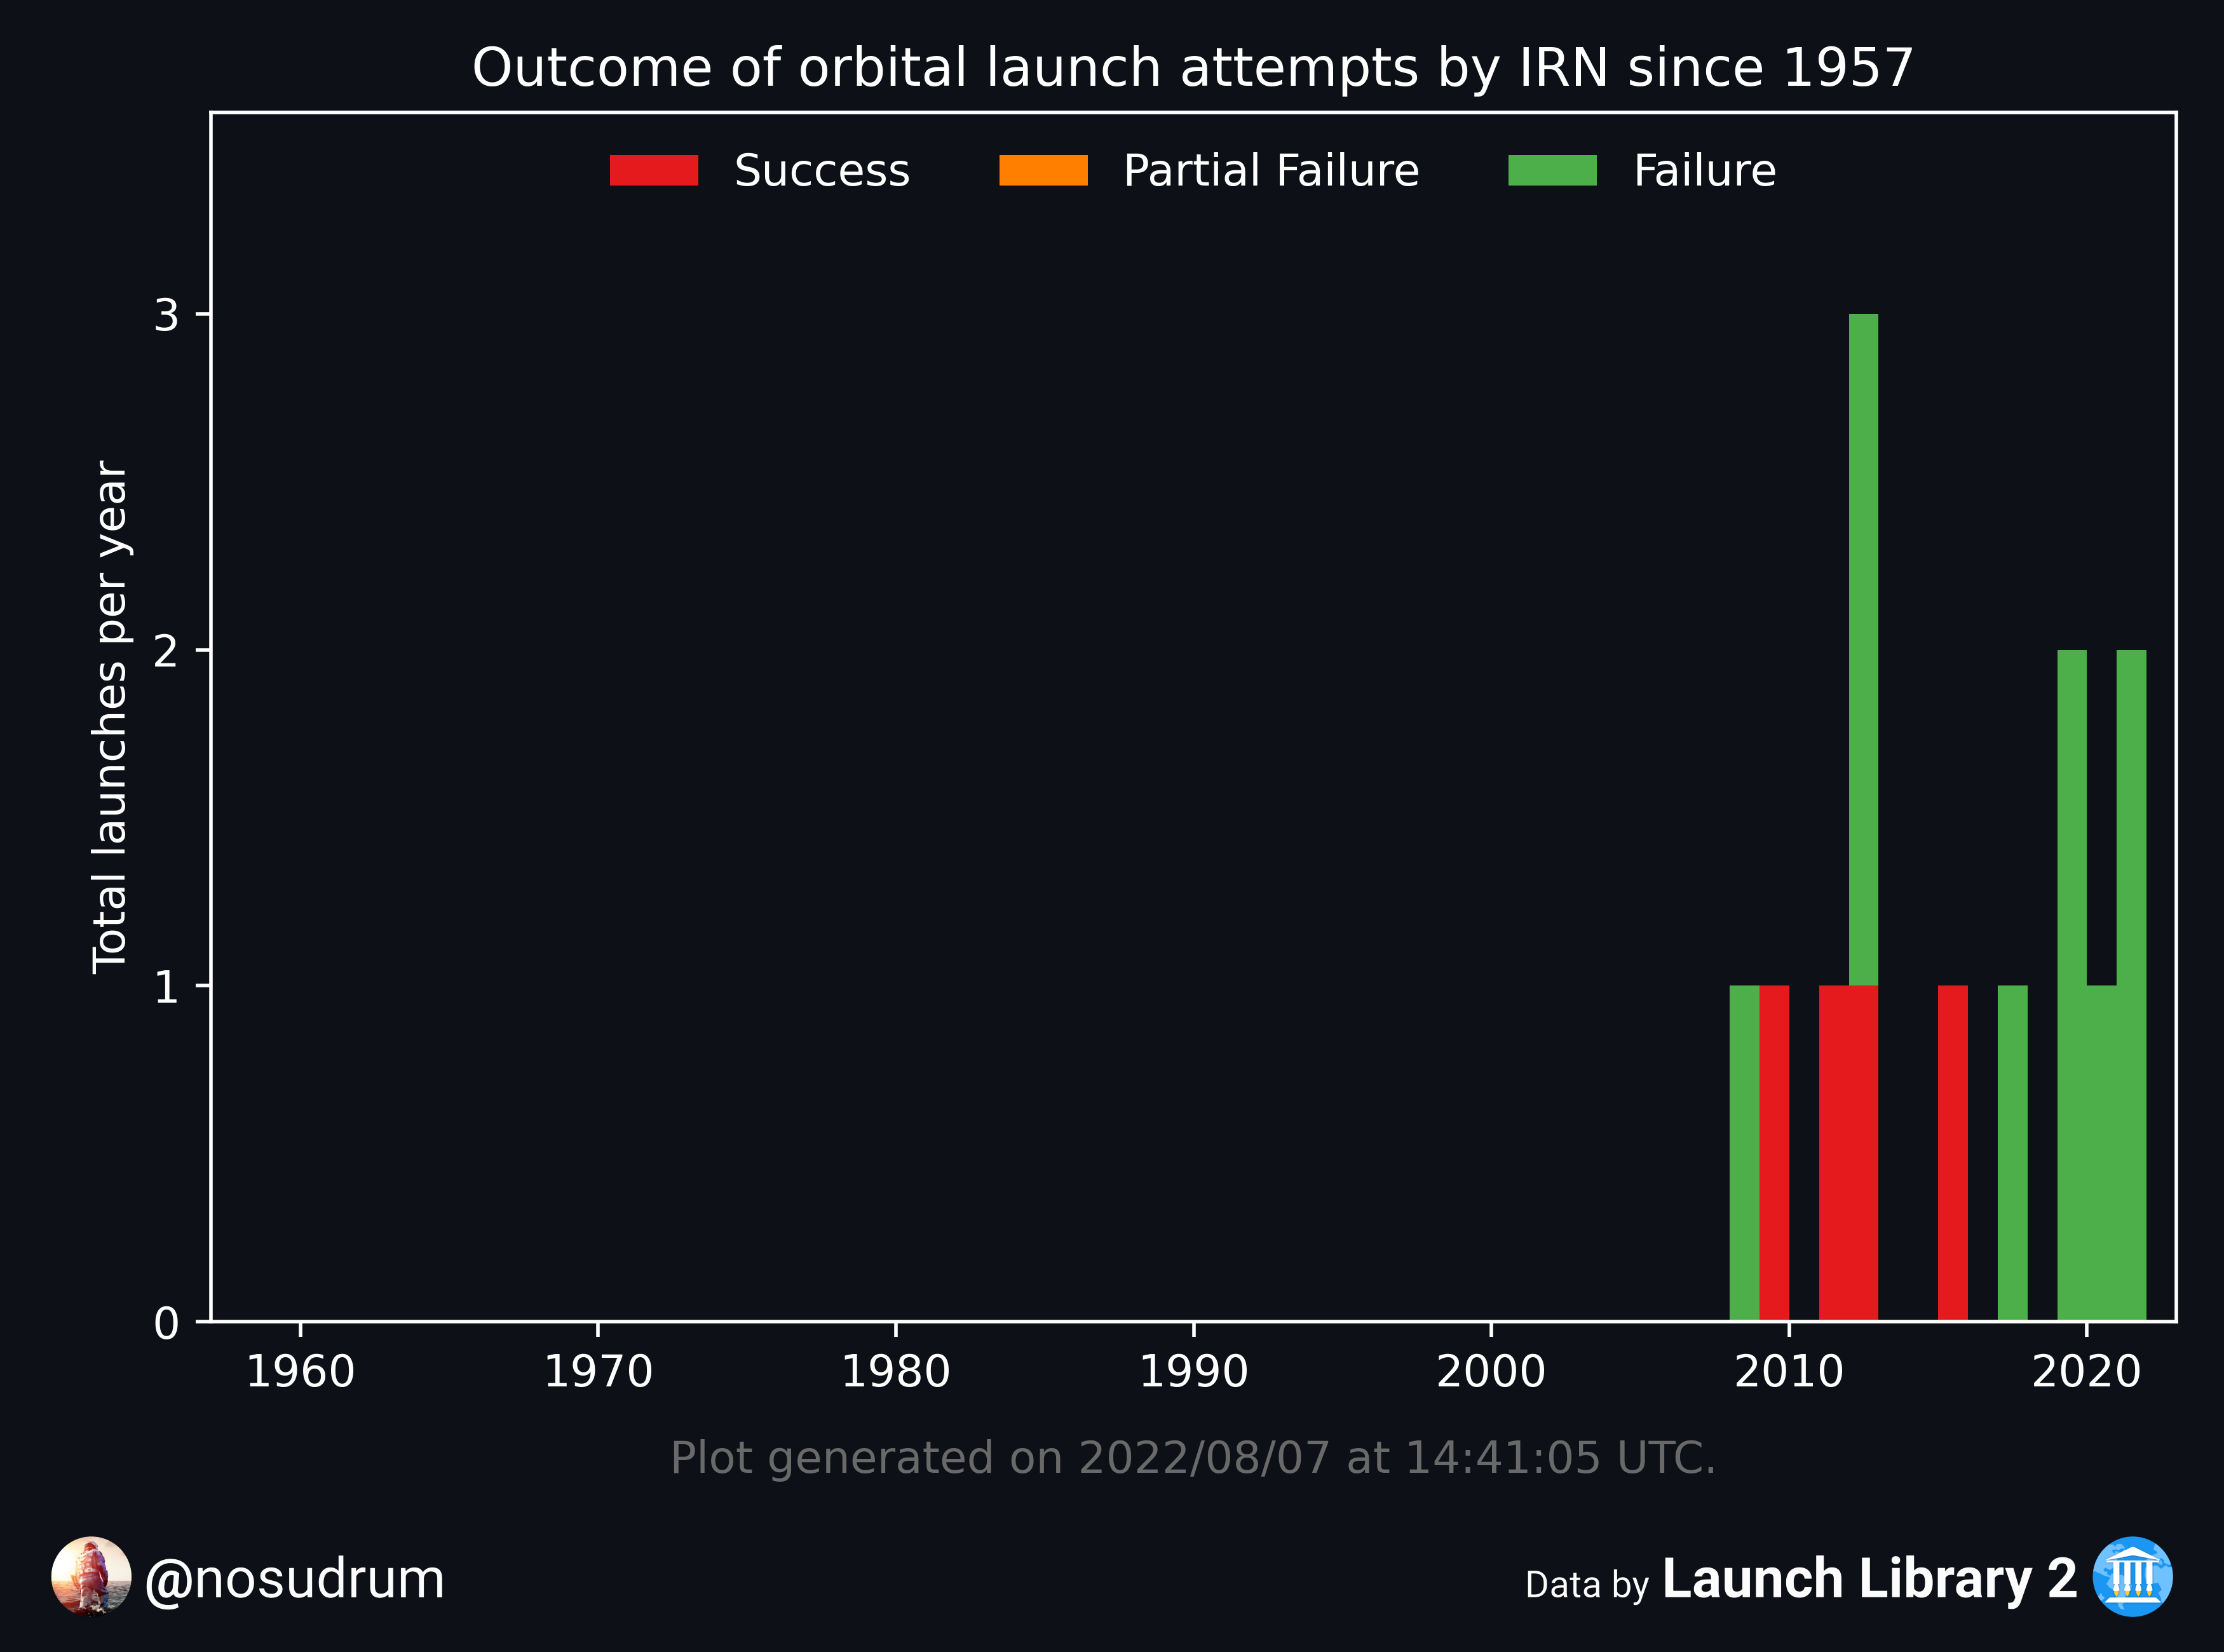 Outcome of orbital launch attempts by IRN since 1957
Success Partial Failure Failure
Total launches per year
3
2
1
0
1960 1970 1980 1990 2000 2010 2020
Plot generated on 2022/08/07 at 14:41:05 UTC.
@nosudrum
Data by Launch Library 2